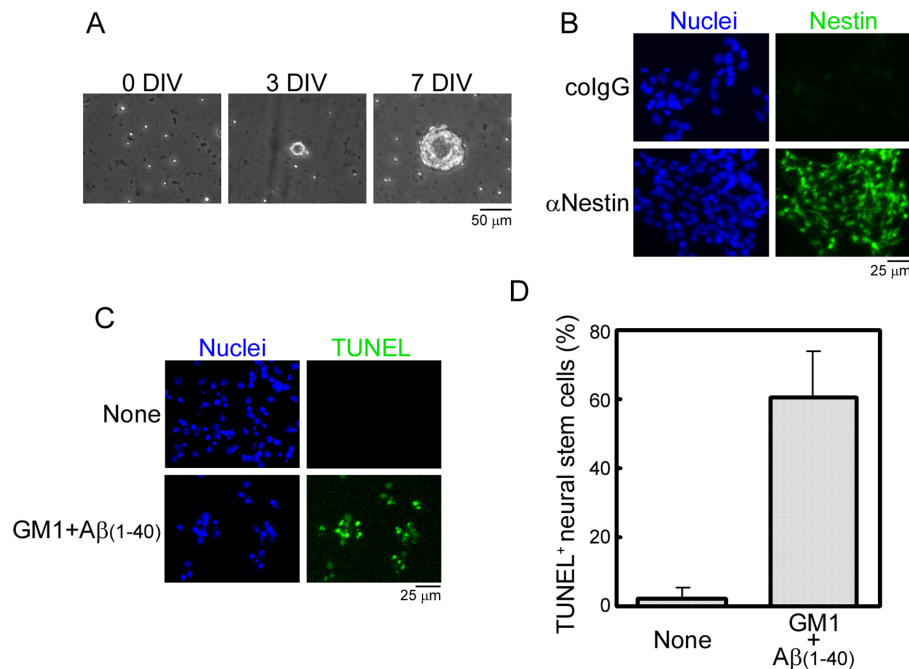 A
0 DIV 3 DIV 7 DIV
50 μm
B
Nuclei Nestin
coIgG
αNestin
25 μm
C
Nuclei TUNEL
None
GM1+Aβ(1-40)
25 μm
D
TUNEL⁺ neural stem cells (%)
80
60
40
20
0
None GM1
+
Aβ(1-40)